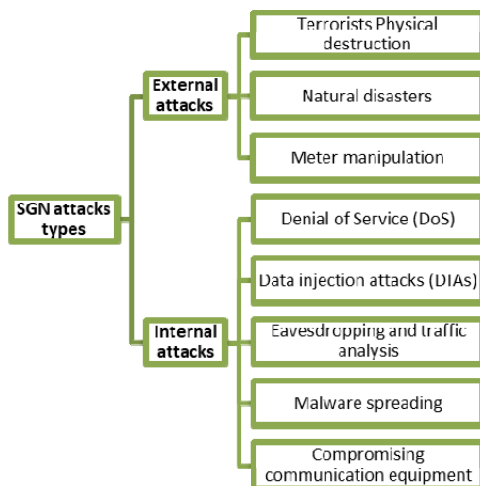 SGN attacks
types
External
attacks
Terrorists Physical
destruction
Natural disasters
Meter manipulation
Internal
attacks
Denial of Service (DoS)
Data injection attacks (DIAs)
Eavesdropping and traffic
analysis
Malware spreading
Compromising
communication equipment